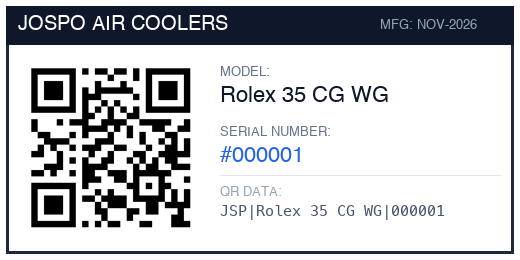 JOSPO AIR COOLERS
MFG: NOV-2026
MODEL:
Rolex 35 CG WG
SERIAL NUMBER:
#000001
QR DATA:
JSP|Rolex 35 CG WG|000001